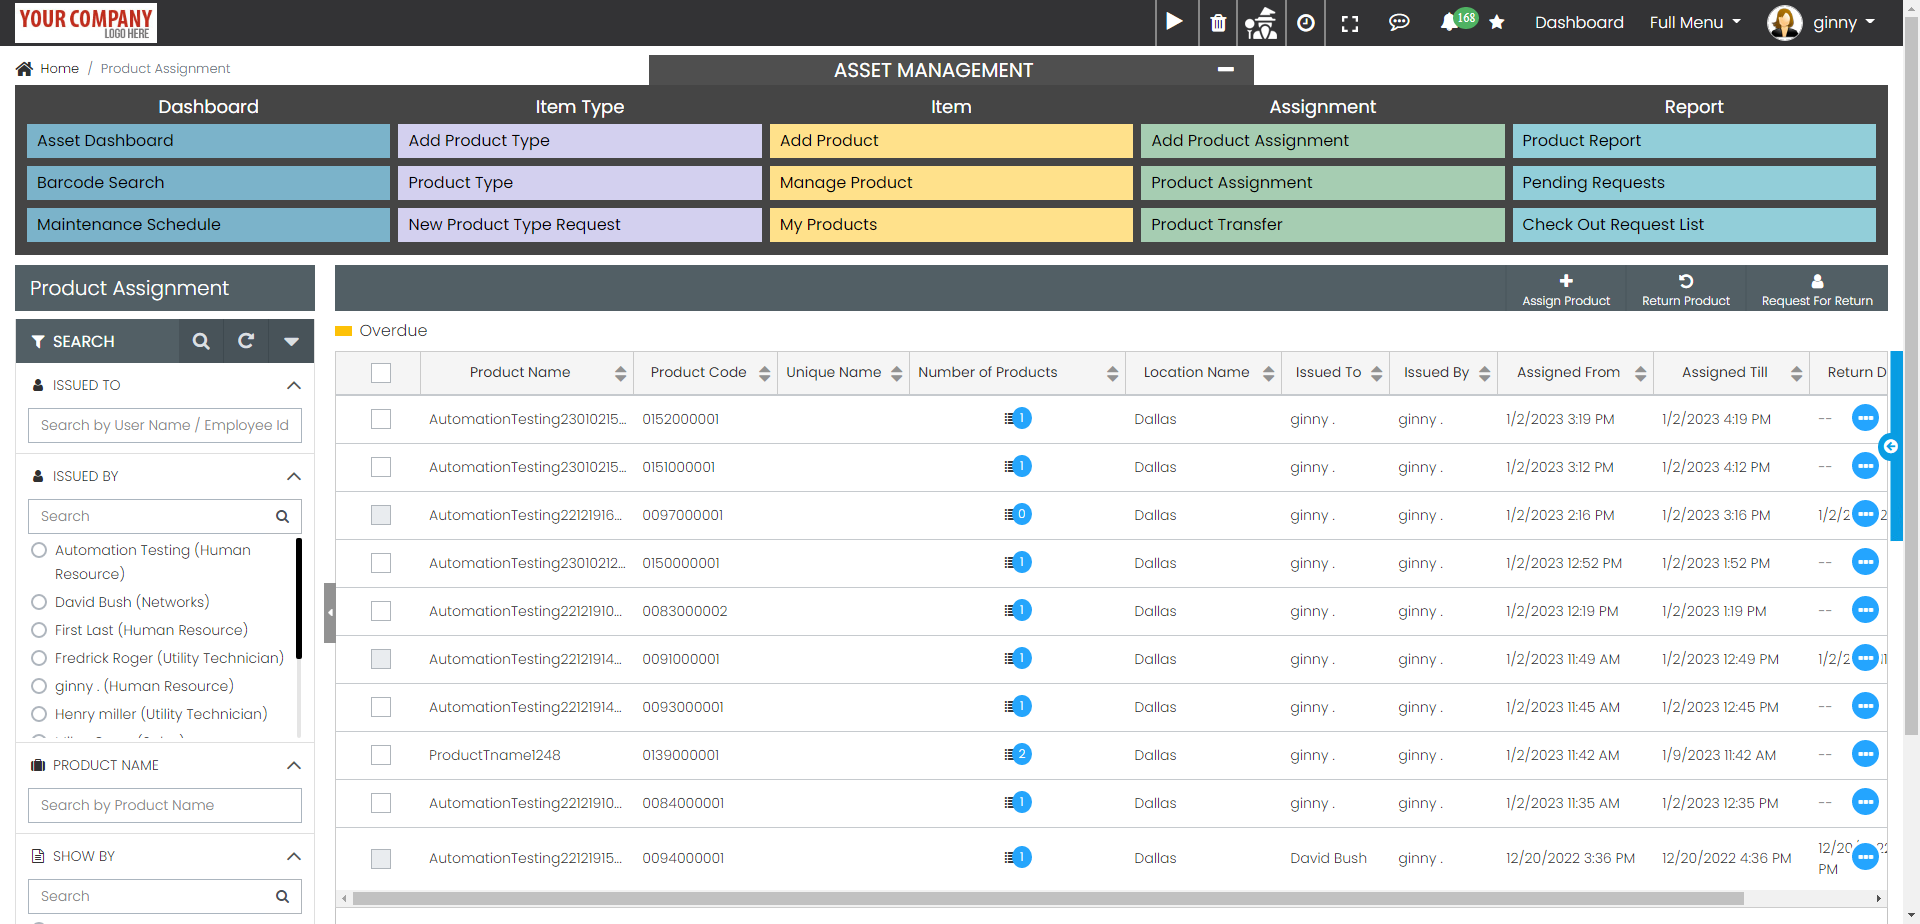 YOUR COMPANY
LOGO HERE
168
Dashboard
Full Menu
ginny
Home / Product Assignment
ASSET MANAGEMENT
Dashboard
Item Type
Item
Assignment
Report
Asset Dashboard
Add Product Type
Add Product
Add Product Assignment
Product Report
Barcode Search
Product Type
Manage Product
Product Assignment
Pending Requests
Maintenance Schedule
New Product Type Request
My Products
Product Transfer
Check Out Request List
Product Assignment
Assign Product
Return Product
Request For Return
SEARCH
ISSUED TO
Search by User Name / Employee Id
ISSUED BY
Search
Automation Testing (Human
Resource)
David Bush (Networks)
First Last (Human Resource)
Fredrick Roger (Utility Technician)
ginny . (Human Resource)
Henry miller (Utility Technician)
PRODUCT NAME
Search by Product Name
SHOW BY
Search
Overdue
Product Name Product Code Unique Name Number of Products Location Name Issued To Issued By Assigned From Assigned Till Return D
AutomationTesting23010215... 0152000001 1 Dallas ginny . ginny . 1/2/2023 3:19 PM 1/2/2023 4:19 PM --
AutomationTesting23010215... 0151000001 1 Dallas ginny . ginny . 1/2/2023 3:12 PM 1/2/2023 4:12 PM --
AutomationTesting22121916... 0097000001 0 Dallas ginny . ginny . 1/2/2023 2:16 PM 1/2/2023 3:16 PM 1/2/2
AutomationTesting23010212... 0150000001 1 Dallas ginny . ginny . 1/2/2023 12:52 PM 1/2/2023 1:52 PM --
AutomationTesting22121910... 0083000002 1 Dallas ginny . ginny . 1/2/2023 12:19 PM 1/2/2023 1:19 PM --
AutomationTesting22121914... 0091000001 1 Dallas ginny . ginny . 1/2/2023 11:49 AM 1/2/2023 12:49 PM 1/2/2
AutomationTesting22121914... 0093000001 1 Dallas ginny . ginny . 1/2/2023 11:45 AM 1/2/2023 12:45 PM --
ProductTname1248 0139000001 2 Dallas ginny . ginny . 1/2/2023 11:42 AM 1/9/2023 11:42 AM --
AutomationTesting22121910... 0084000001 1 Dallas ginny . ginny . 1/2/2023 11:35 AM 1/2/2023 12:35 PM --
AutomationTesting22121915... 0094000001 1 Dallas David Bush ginny . 12/20/2022 3:36 PM 12/20/2022 4:36 PM 12/20/
PM